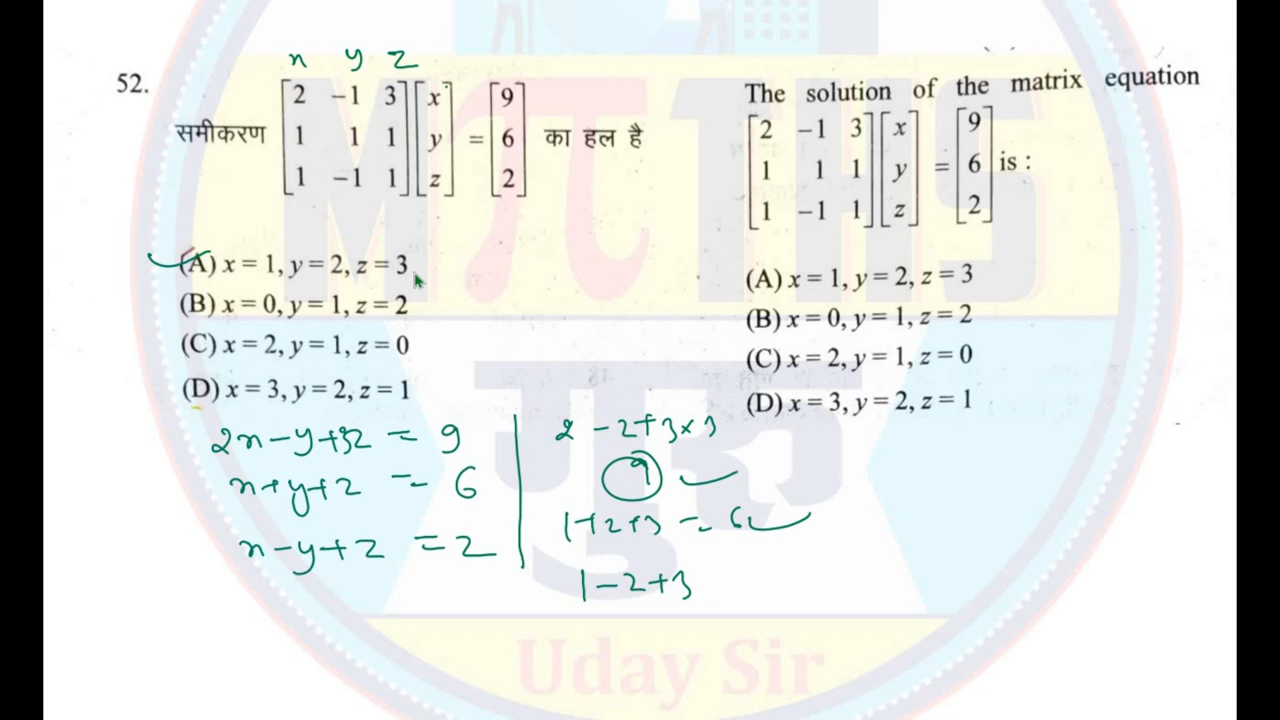 x y z
52.
समीकरण [2 -1 3; 1 1 1; 1 -1 1] [x; y; z] = [9; 6; 2] का हल है
(A) x = 1, y = 2, z = 3
(B) x = 0, y = 1, z = 2
(C) x = 2, y = 1, z = 0
(D) x = 3, y = 2, z = 1
The solution of the matrix equation
[2 -1 3; 1 1 1; 1 -1 1] [x; y; z] = [9; 6; 2] is :
(A) x = 1, y = 2, z = 3
(B) x = 0, y = 1, z = 2
(C) x = 2, y = 1, z = 0
(D) x = 3, y = 2, z = 1
2x - y + 3z = 9
x + y + z = 6
x - y + z = 2
2 - 2 + 3 × 3
9
1 + 2 + 3 = 6
1 - 2 + 3
MπTHS
गुरु
Uday Sir